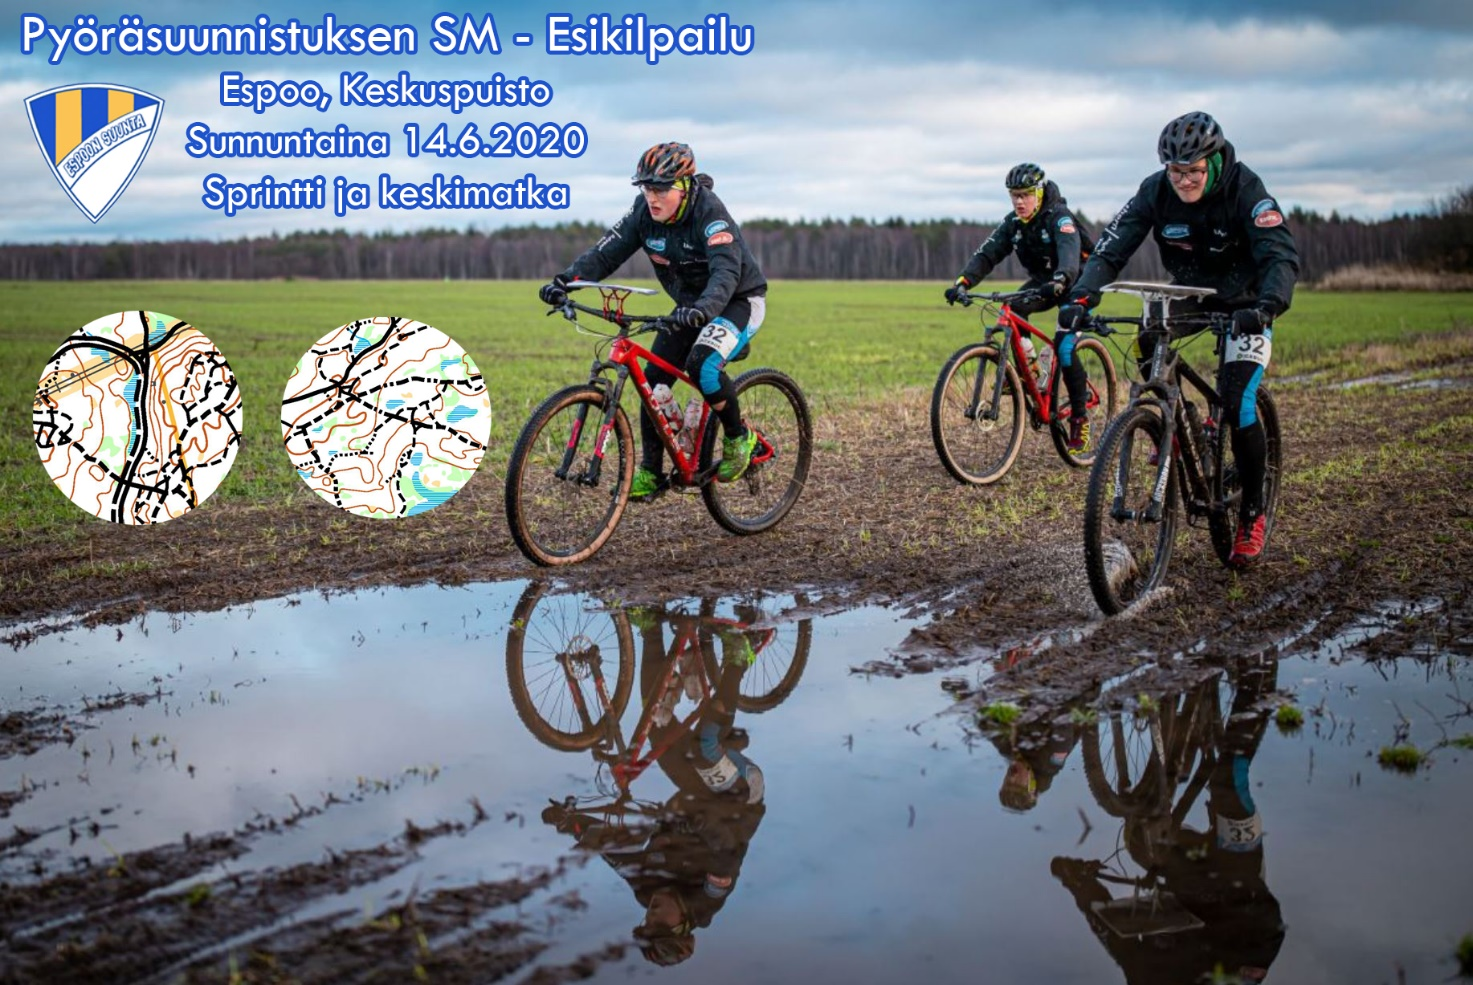 Pyöräsuunnistuksen SM - Esikilpailu
Espoo, Keskuspuisto
Sunnuntaina 14.6.2020
Sprintti ja keskimatka
ESPOON SUUNTA
32
32